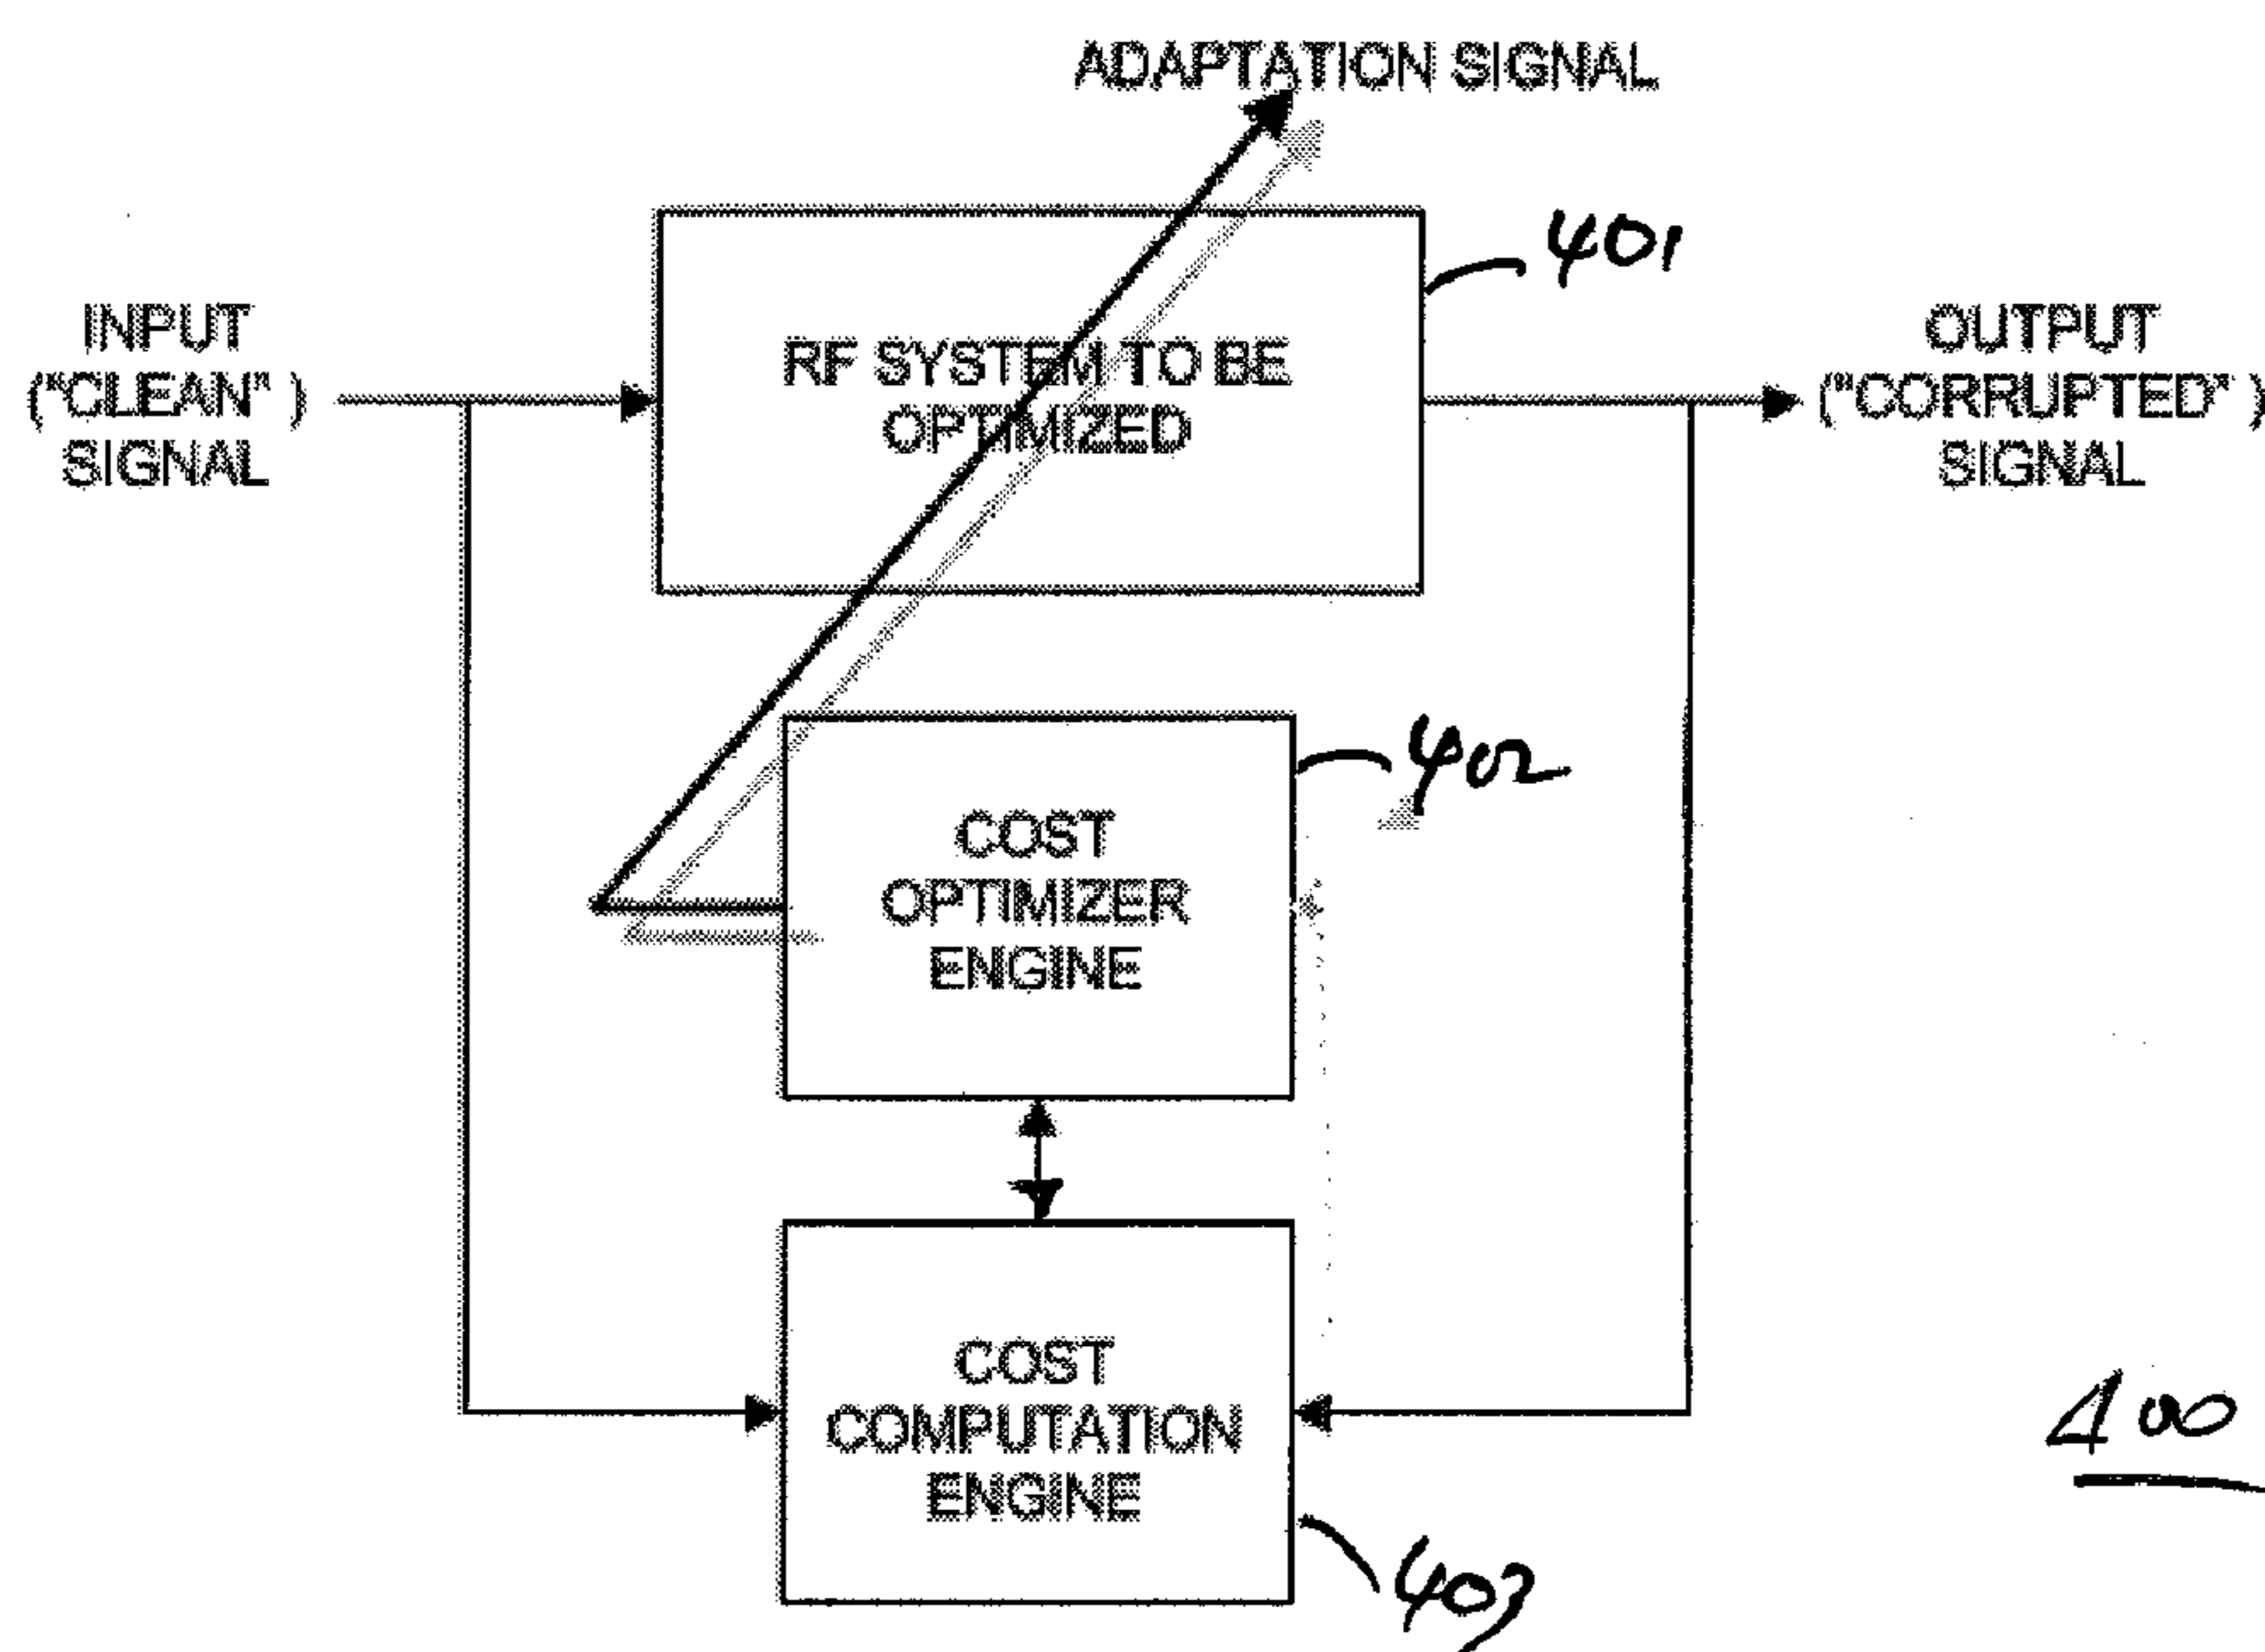 ADAPTATION SIGNAL
401
INPUT
("CLEAN" )
SIGNAL
RF SYSTEM TO BE
OPTIMIZED
OUTPUT
("CORRUPTED" )
SIGNAL
402
COST
OPTIMIZER
ENGINE
COST
COMPUTATION
ENGINE
400
403